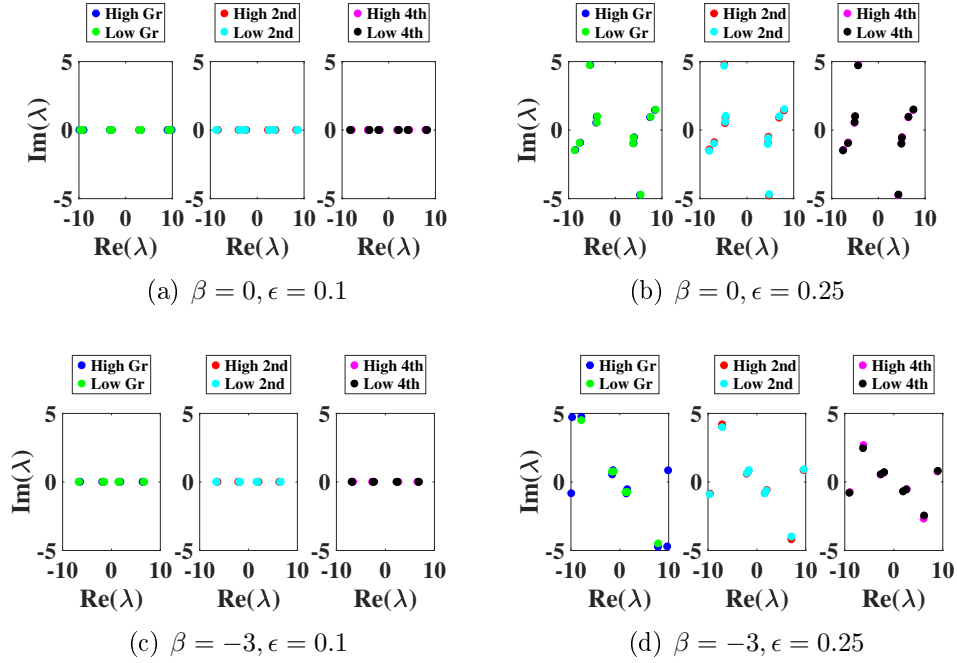 High Gr
Low Gr
High 2nd
Low 2nd
High 4th
Low 4th
High Gr
Low Gr
High 2nd
Low 2nd
High 4th
Low 4th
5
0
-5
-10 0 10
Re(λ)
Im(λ)
5
0
-5
-10 0 10
Re(λ)
5
0
-5
-10 0 10
Re(λ)
5
0
-5
-10 0 10
Re(λ)
Im(λ)
5
0
-5
-10 0 10
Re(λ)
5
0
-5
-10 0 10
Re(λ)
(a) β = 0, ϵ = 0.1
(b) β = 0, ϵ = 0.25
High Gr
Low Gr
High 2nd
Low 2nd
High 4th
Low 4th
High Gr
Low Gr
High 2nd
Low 2nd
High 4th
Low 4th
5
0
-5
-10 0 10
Re(λ)
Im(λ)
5
0
-5
-10 0 10
Re(λ)
5
0
-5
-10 0 10
Re(λ)
5
0
-5
-10 0 10
Re(λ)
Im(λ)
5
0
-5
-10 0 10
Re(λ)
5
0
-5
-10 0 10
Re(λ)
(c) β = −3, ϵ = 0.1
(d) β = −3, ϵ = 0.25